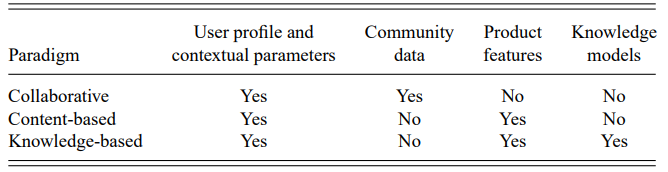 User profile and Community Product Knowledge
Paradigm contextual parameters data features models
Collaborative Yes Yes No No
Content-based Yes No Yes No
Knowledge-based Yes No Yes Yes